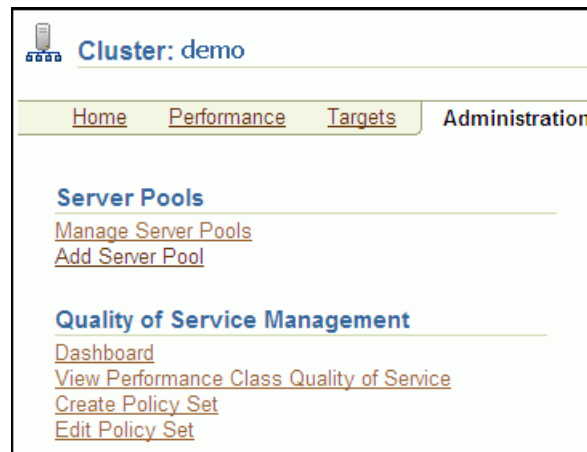 Cluster: demo
Home Performance Targets Administration
Server Pools
Manage Server Pools
Add Server Pool
Quality of Service Management
Dashboard
View Performance Class Quality of Service
Create Policy Set
Edit Policy Set